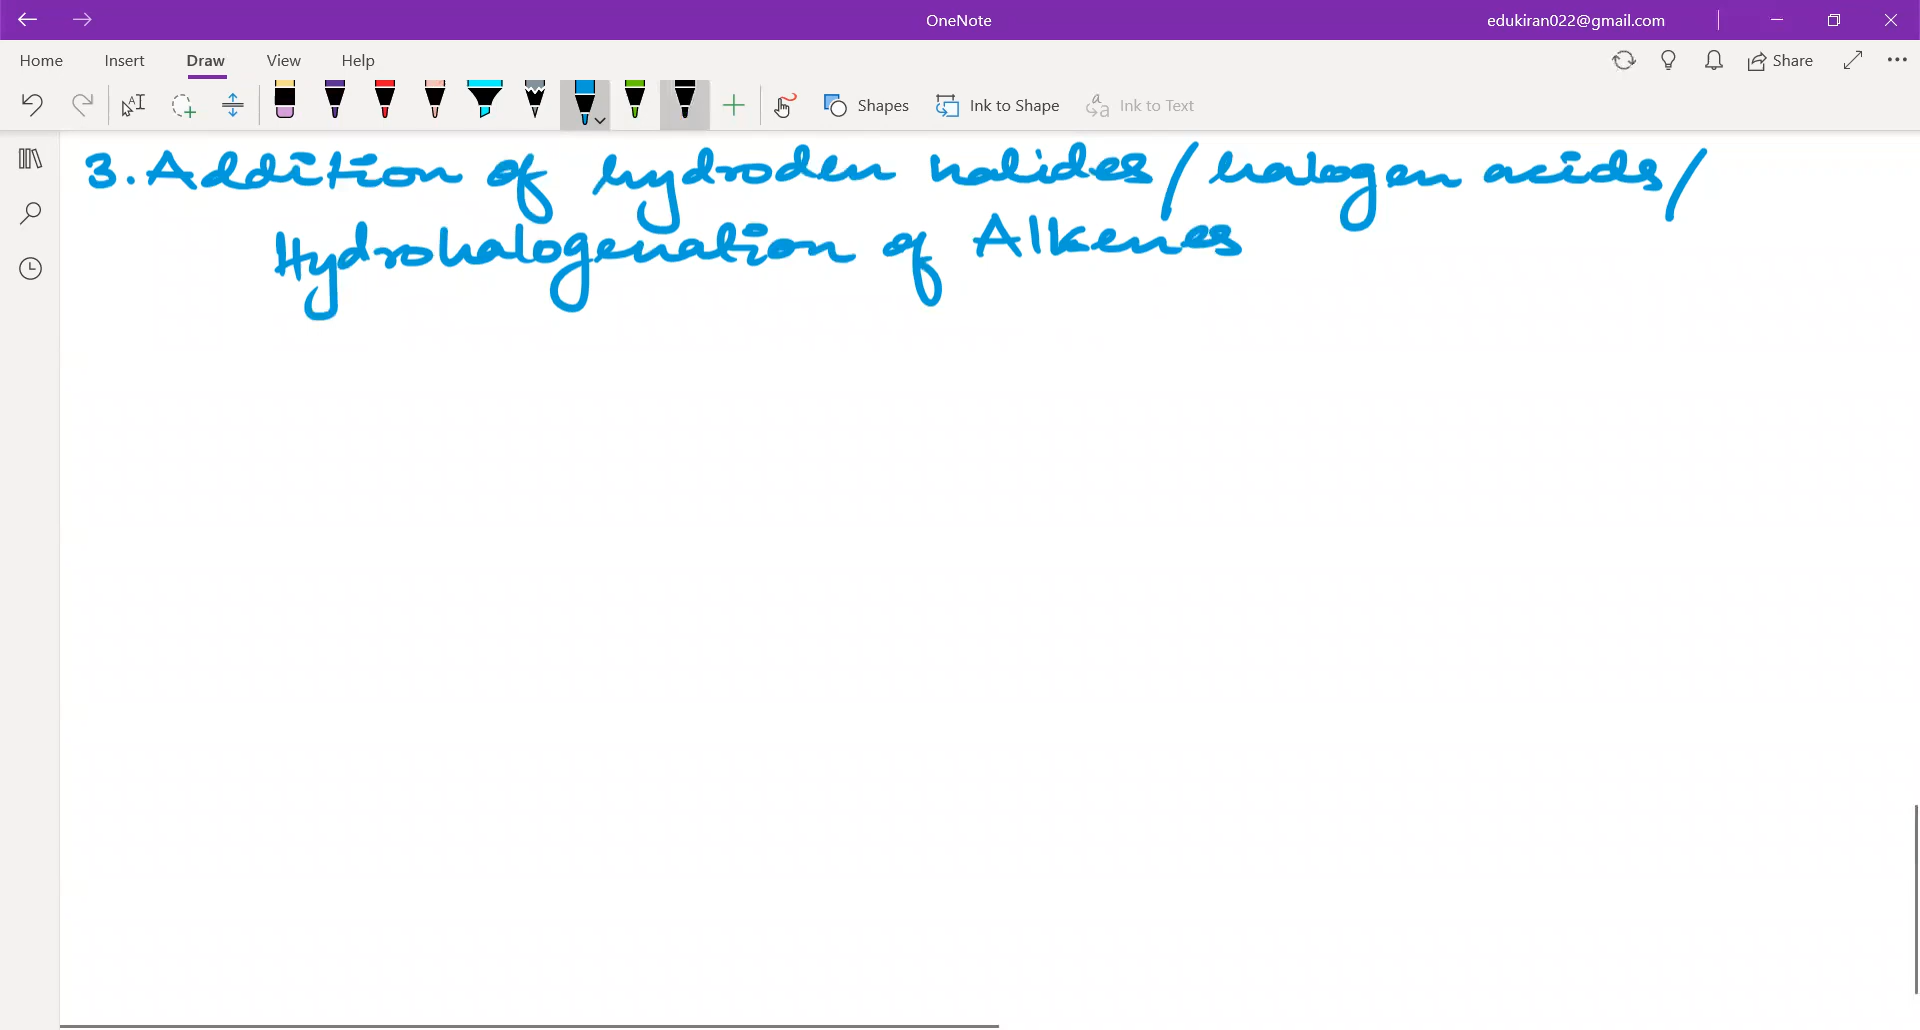 OneNote
edukiran022@gmail.com
Home Insert Draw View Help
Share
Shapes Ink to Shape Ink to Text
3. Addition of hydroden halides/halogen acids/
Hydrohalogenation of Alkenes